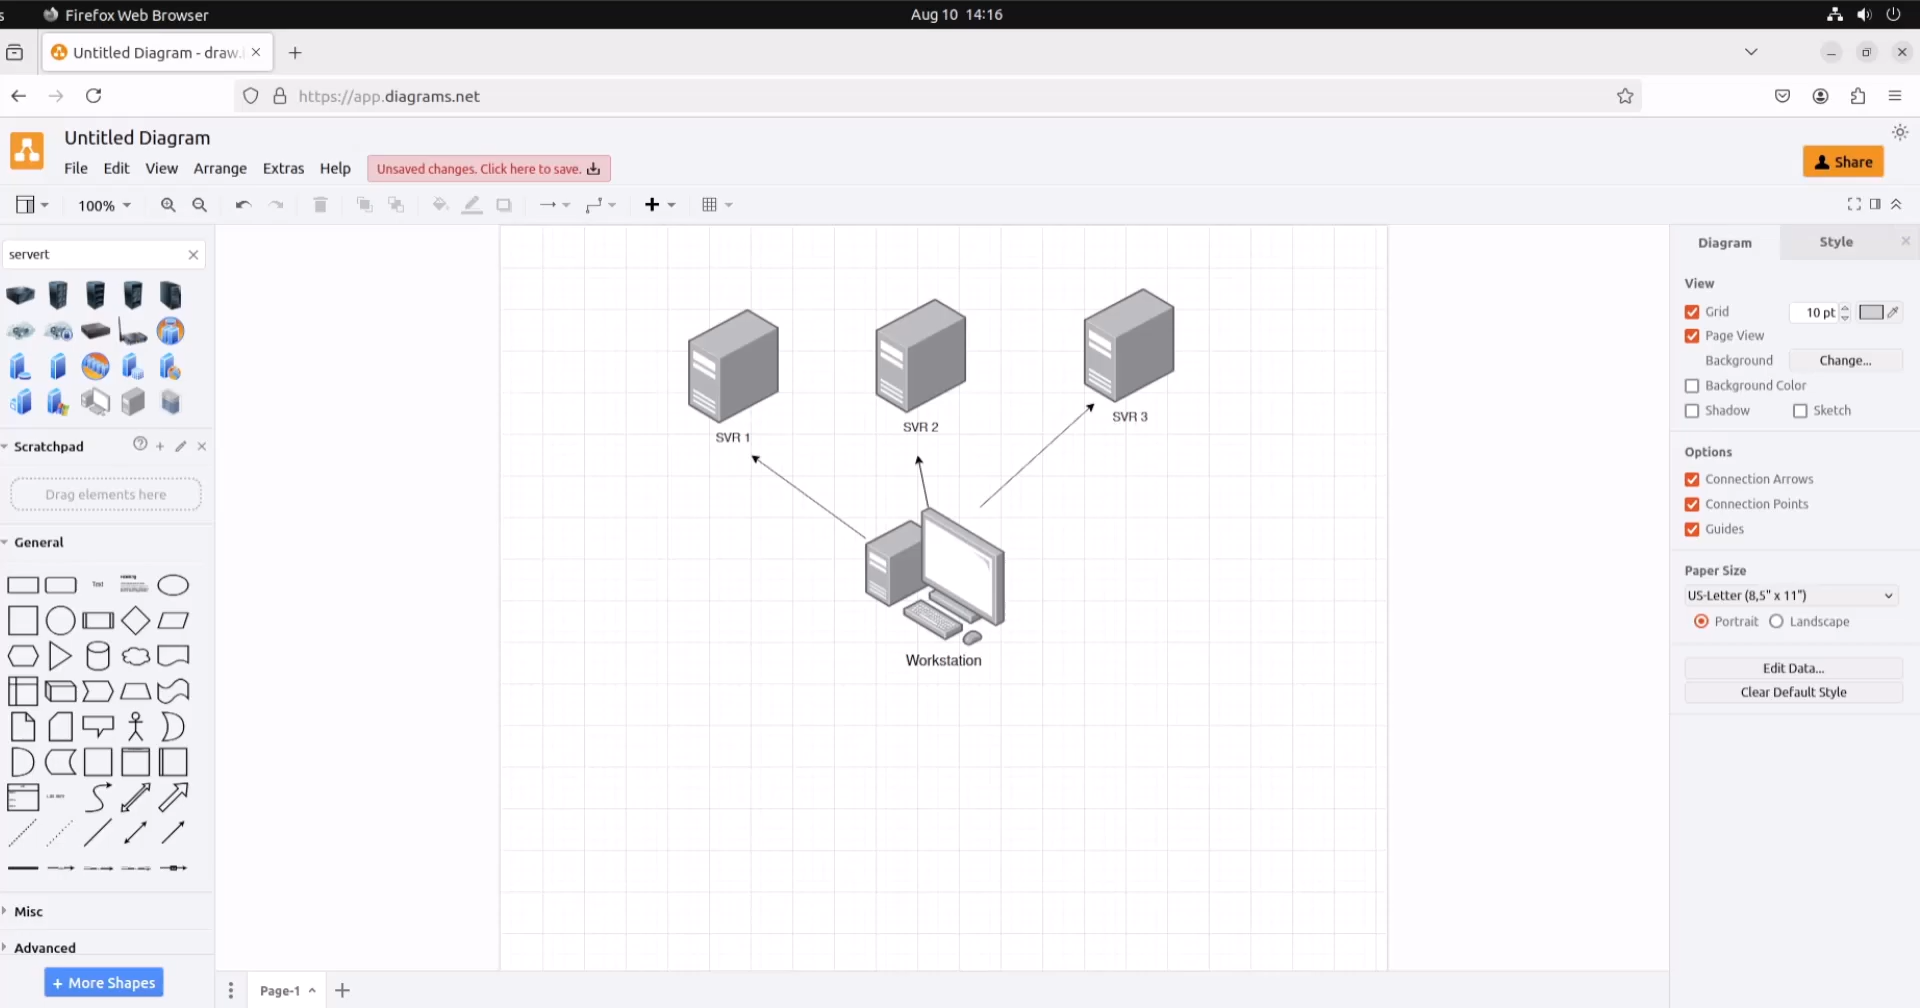 s Firefox Web Browser Aug 10 14:16
Untitled Diagram - draw.i
https://app.diagrams.net
Untitled Diagram
File Edit View Arrange Extras Help Unsaved changes. Click here to save.
Share
100%
servert
Diagram Style
View
Grid 10 pt
Page View
Background Change...
Background Color
Shadow Sketch
SVR 1
SVR 2
SVR 3
Scratchpad
Drag elements here
Options
Connection Arrows
Connection Points
Guides
General
Text
Heading
Paper Size
US-Letter (8,5" x 11")
Portrait Landscape
Workstation
Edit Data...
Clear Default Style
Misc
Advanced
+ More Shapes
Page-1